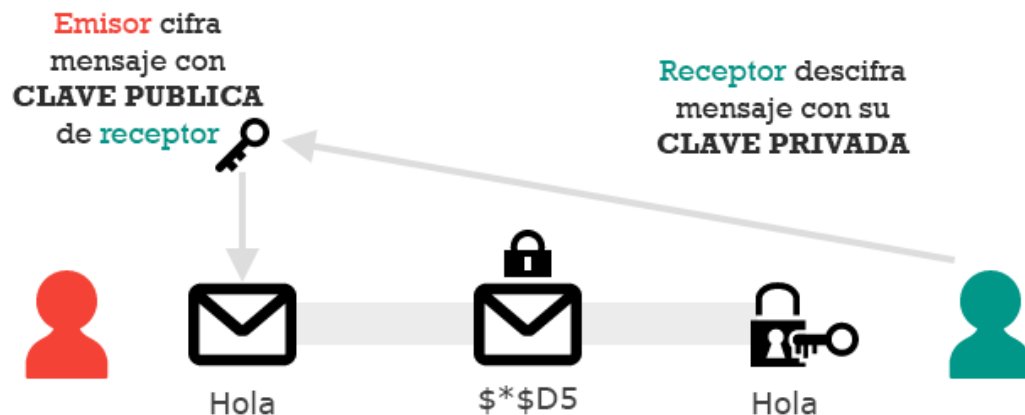 Emisor cifra
mensaje con
CLAVE PUBLICA
de receptor
Receptor descifra
mensaje con su
CLAVE PRIVADA
Hola
$*$D5
Hola